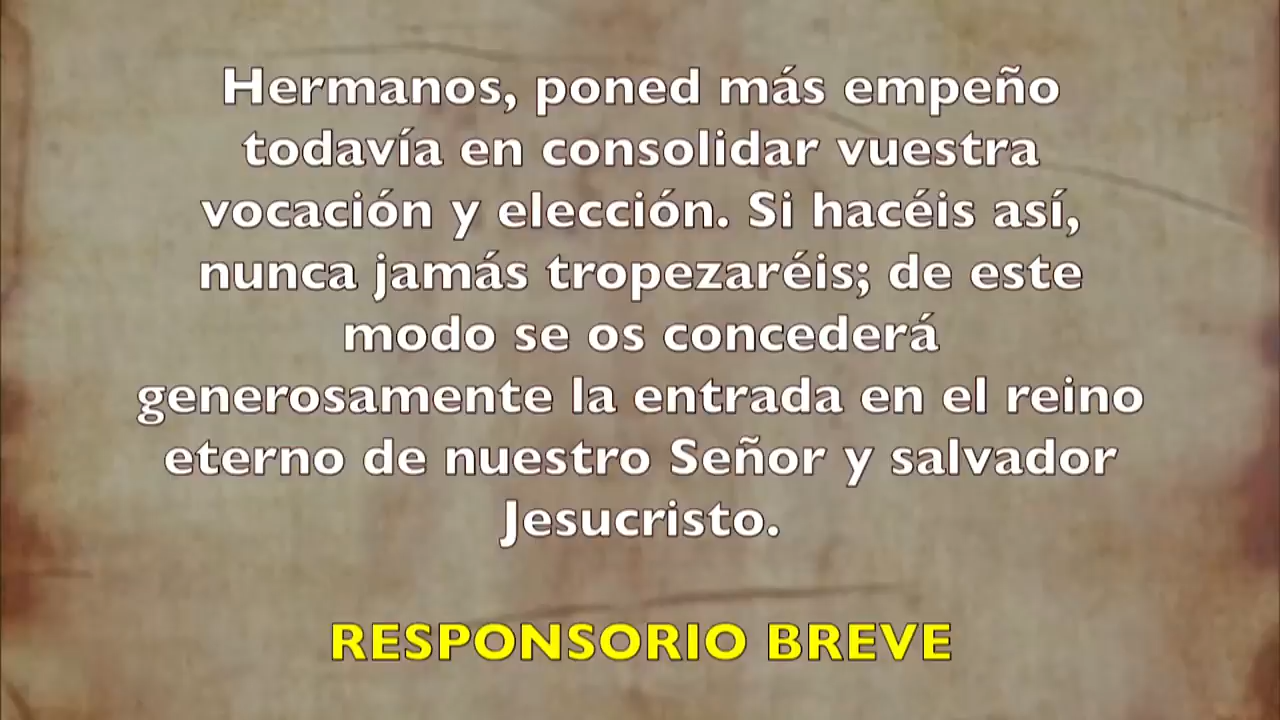 Hermanos, poned más empeño
todavía en consolidar vuestra
vocación y elección. Si hacéis así,
nunca jamás tropezaréis; de este
modo se os concederá
generosamente la entrada en el reino
eterno de nuestro Señor y salvador
Jesucristo.
RESPONSORIO BREVE